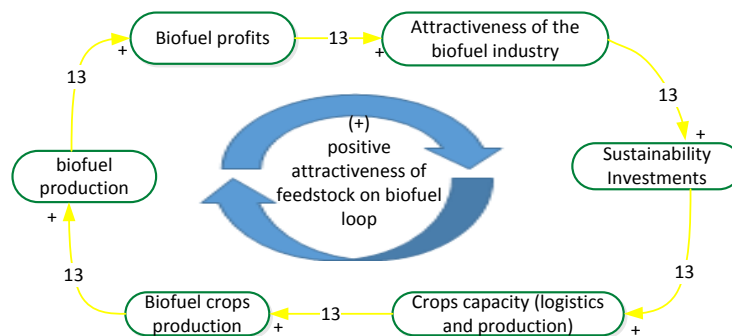 Biofuel profits
13
+
Attractiveness of the
biofuel industry
13
+
13
+
Sustainability
Investments
(+)
positive
attractiveness of
feedstock on biofuel
loop
biofuel
production
+
13
13
+
Biofuel crops
production
13
+
Crops capacity (logistics
and production)
+